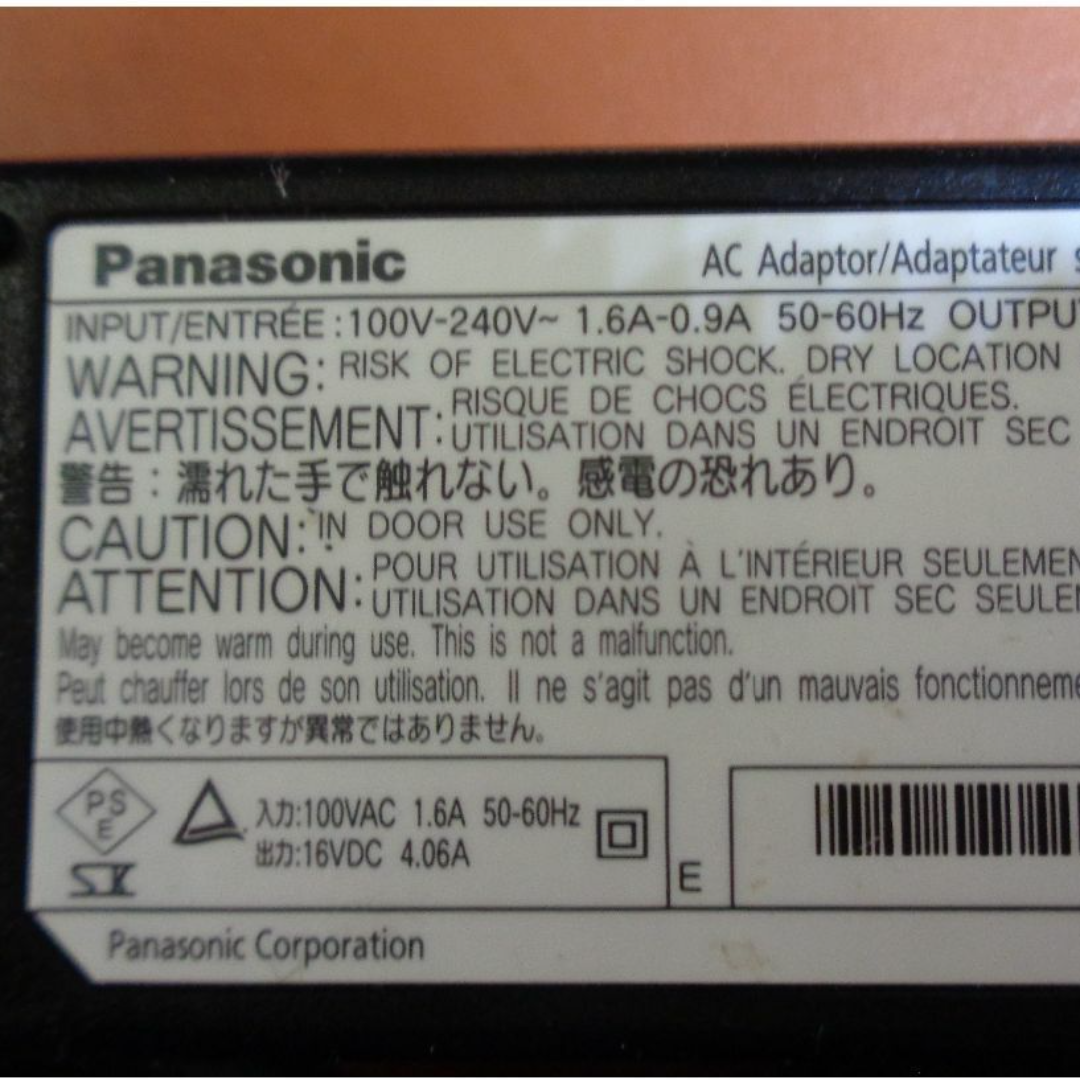 Panasonic AC Adaptor/Adaptateur s
INPUT/ENTRÉE:100V-240V~ 1.6A-0.9A 50-60Hz OUTPUT
WARNING: RISK OF ELECTRIC SHOCK. DRY LOCATION
AVERTISSEMENT: RISQUE DE CHOCS ÉLECTRIQUES.
UTILISATION DANS UN ENDROIT SEC
警告:濡れた手で触れない。感電の恐れあり。
CAUTION: IN DOOR USE ONLY.
ATTENTION: POUR UTILISATION À L'INTÉRIEUR SEULEMEN
UTILISATION DANS UN ENDROIT SEC SEULEM
May become warm during use. This is not a malfunction.
Peut chauffer lors de son utilisation. Il ne s'agit pas d'un mauvais fonctionneme
使用中熱くなりますが異常ではありません。
PS
E
入力:100VAC 1.6A 50-60Hz
出力:16VDC 4.06A
SK
E
Panasonic Corporation